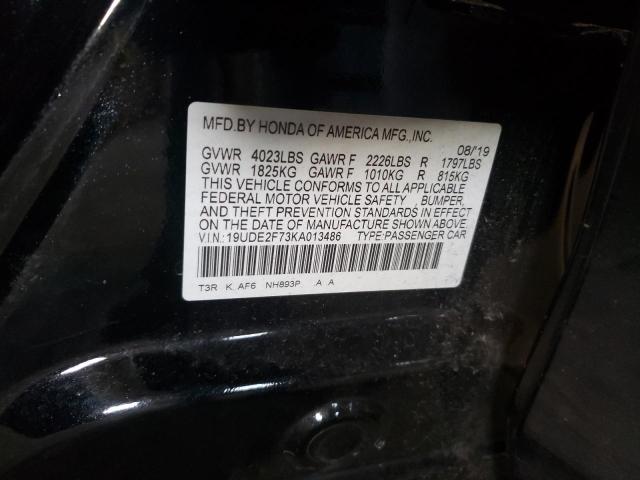 MFD.BY HONDA OF AMERICA MFG.,INC.
08/19
GVWR 4023LBS GAWR F 2226LBS R 1797LBS
GVWR 1825KG GAWR F 1010KG R 815KG
THIS VEHICLE CONFORMS TO ALL APPLICABLE
FEDERAL MOTOR VEHICLE SAFETY , BUMPER,
AND THEFT PREVENTION STANDARDS IN EFFECT
ON THE DATE OF MANUFACTURE SHOWN ABOVE.
V.I.N.:19UDE2F73KA013486 TYPE:PASSENGER CAR
T3R K. AF6 NH893P .A .A